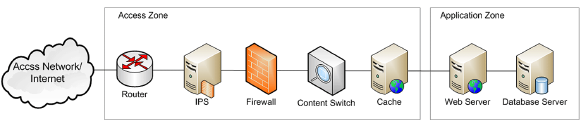 Access Zone
Application Zone
Accss Network/
Internet
Router
IPS
Firewall
Content Switch
Cache
Web Server
Database Server